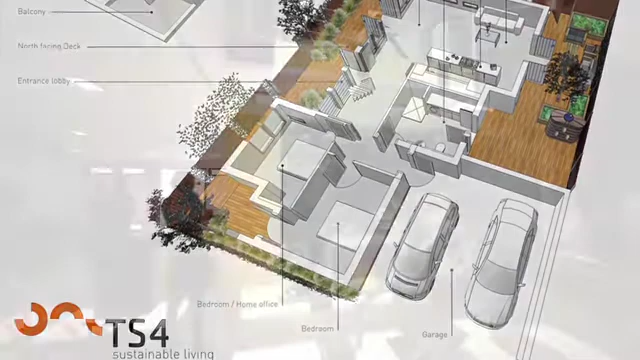 Balcony
North facing Deck
Entrance lobby
Bedroom / Home office
Bedroom
Garage
TS4
sustainable living